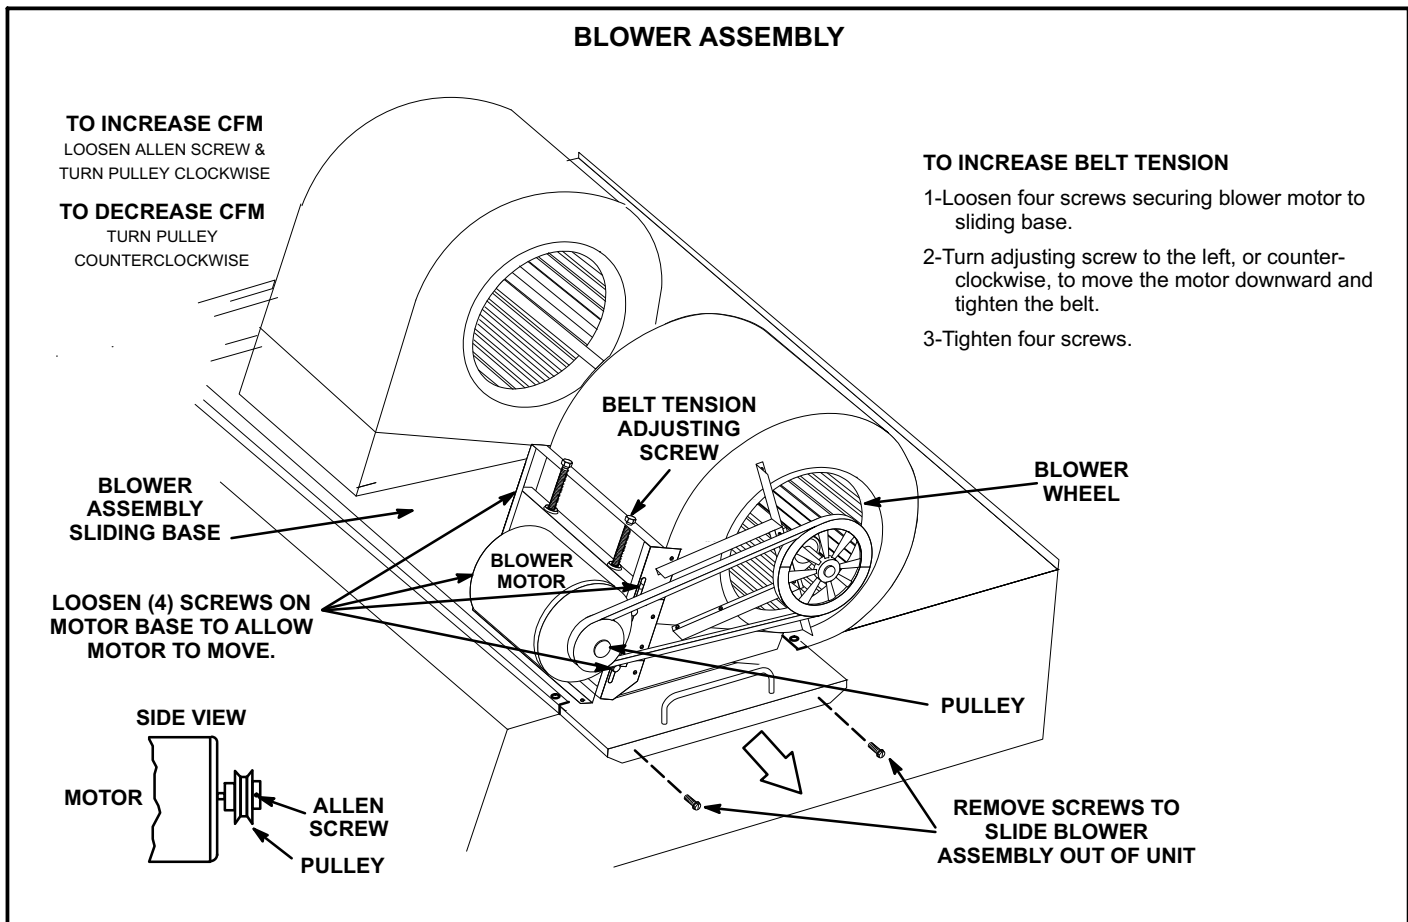 BLOWER ASSEMBLY
TO INCREASE CFM
LOOSEN ALLEN SCREW &
TURN PULLEY CLOCKWISE
TO DECREASE CFM
TURN PULLEY
COUNTERCLOCKWISE
TO INCREASE BELT TENSION
1-Loosen four screws securing blower motor to
sliding base.
2-Turn adjusting screw to the left, or counter-
clockwise, to move the motor downward and
tighten the belt.
3-Tighten four screws.
BELT TENSION
ADJUSTING
SCREW
BLOWER
WHEEL
BLOWER
ASSEMBLY
SLIDING BASE
BLOWER
MOTOR
LOOSEN (4) SCREWS ON
MOTOR BASE TO ALLOW
MOTOR TO MOVE.
PULLEY
SIDE VIEW
MOTOR
ALLEN
SCREW
PULLEY
REMOVE SCREWS TO
SLIDE BLOWER
ASSEMBLY OUT OF UNIT